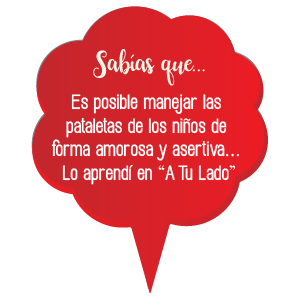 Sabías que...
Es posible manejar las
pataletas de los niños de
forma amorosa y asertiva...
Lo aprendí en “A Tu Lado”